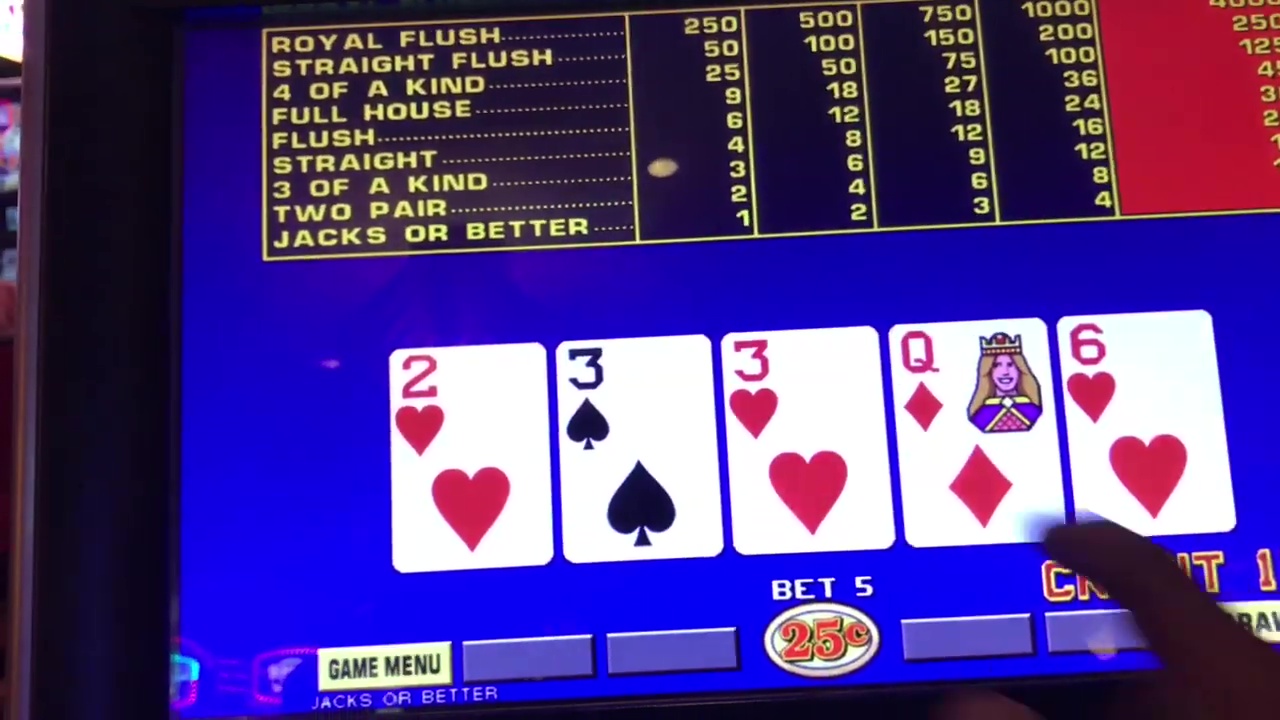 ROYAL FLUSH 250 500 750 1000
STRAIGHT FLUSH 50 100 150 200 250
4 OF A KIND 25 50 75 100 125
FULL HOUSE 9 18 27 36
FLUSH 6 12 18 24
STRAIGHT 4 8 12 16
3 OF A KIND 3 6 9 12
TWO PAIR 2 4 6 8
JACKS OR BETTER 1 2 3 4
2 3 3 Q 6
BET 5
25¢
GAME MENU
JACKS OR BETTER